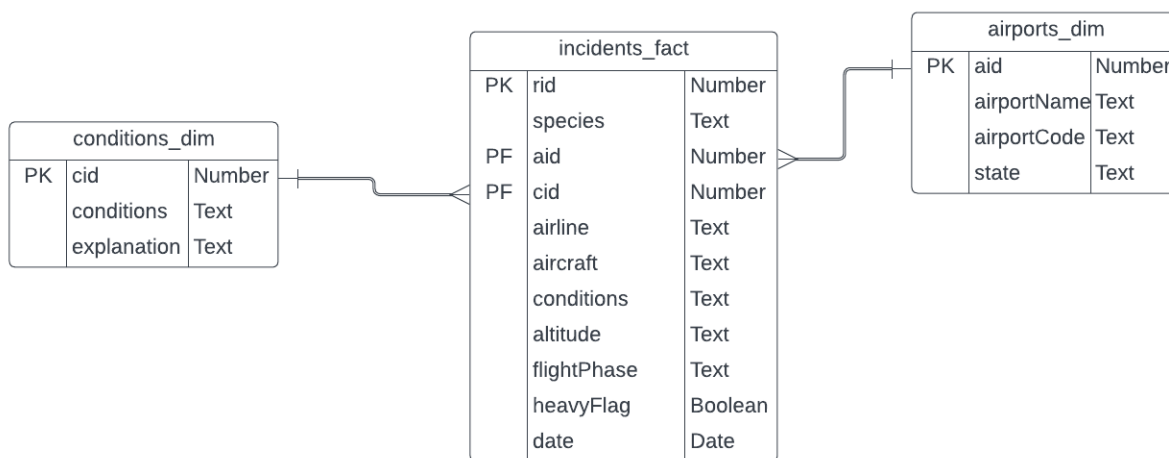 conditions_dim
PK cid Number
conditions Text
explanation Text
incidents_fact
PK rid Number
species Text
PF aid Number
PF cid Number
airline Text
aircraft Text
conditions Text
altitude Text
flightPhase Text
heavyFlag Boolean
date Date
airports_dim
PK aid Number
airportName Text
airportCode Text
state Text